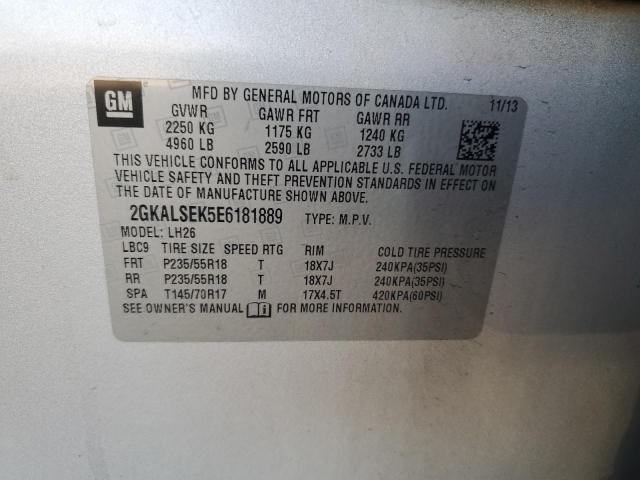 GM
MFD BY GENERAL MOTORS OF CANADA LTD. 11/13
GVWR GAWR FRT GAWR RR
2250 KG 1175 KG 1240 KG
4960 LB 2590 LB 2733 LB
THIS VEHICLE CONFORMS TO ALL APPLICABLE U.S. FEDERAL MOTOR
VEHICLE SAFETY AND THEFT PREVENTION STANDARDS IN EFFECT ON
THE DATE OF MANUFACTURE SHOWN ABOVE.
2GKALSEK5E6181889 TYPE: M.P.V.
MODEL: LH26
LBC9 TIRE SIZE SPEED RTG RIM COLD TIRE PRESSURE
FRT P235/55R18 T 18X7J 240KPA(35PSI)
RR P235/55R18 T 18X7J 240KPA(35PSI)
SPA T145/70R17 M 17X4.5T 420KPA(60PSI)
SEE OWNER'S MANUAL FOR MORE INFORMATION